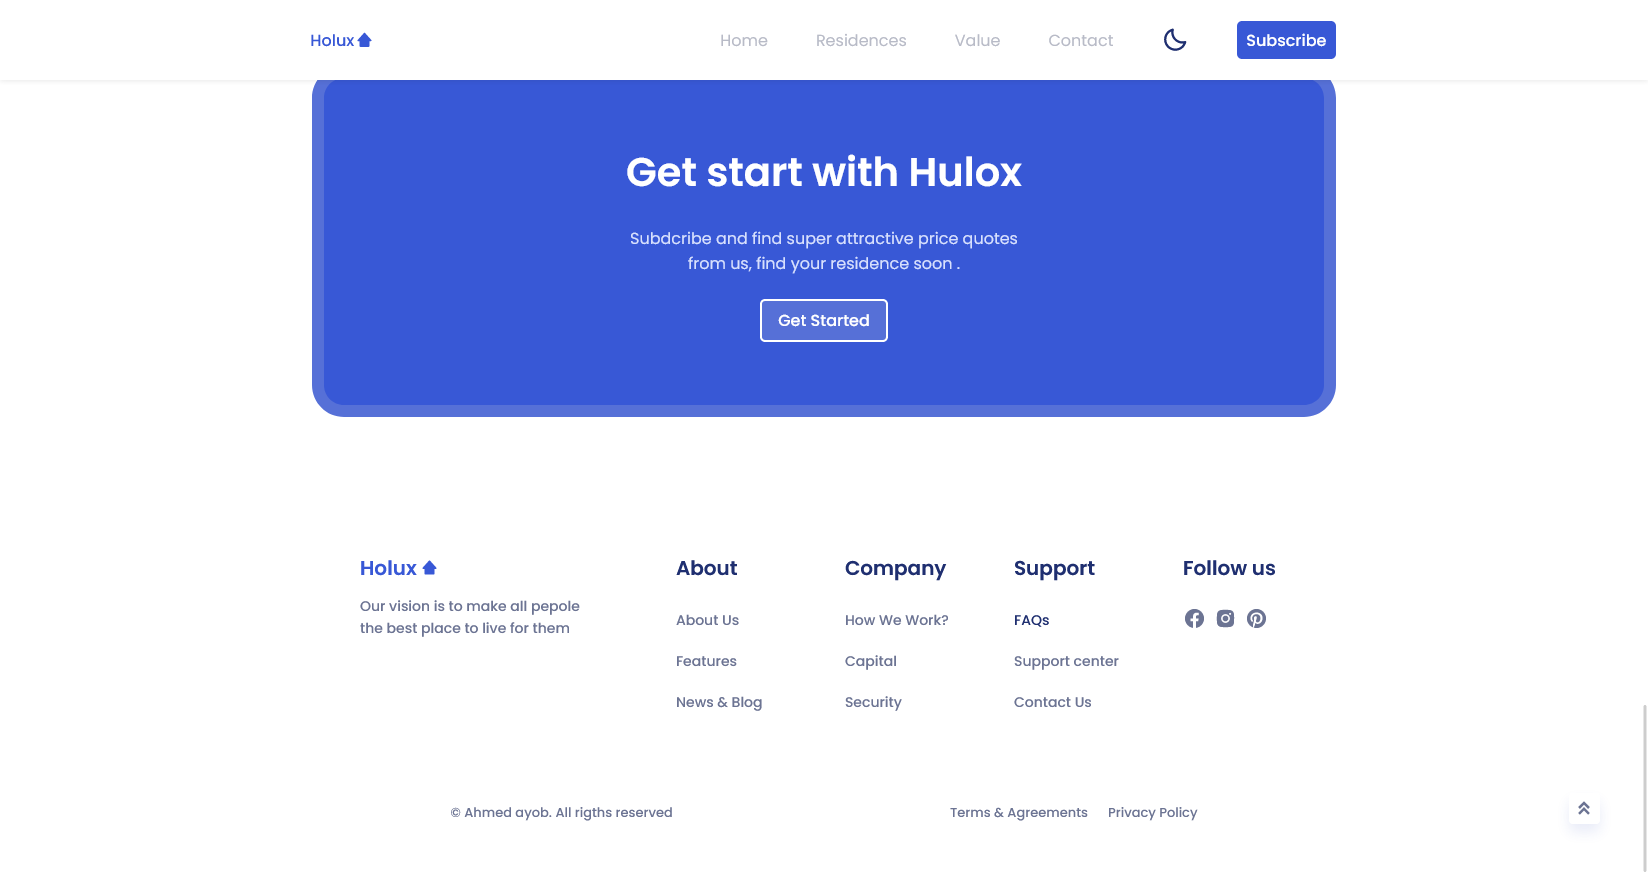 Holux
Home
Residences
Value
Contact
Subscribe
Get start with Hulox
Subdcribe and find super attractive price quotes
from us, find your residence soon .
Get Started
Holux
Our vision is to make all pepole
the best place to live for them
About
About Us
Features
News & Blog
Company
How We Work?
Capital
Security
Support
FAQs
Support center
Contact Us
Follow us
© Ahmed ayob. All rigths reserved
Terms & Agreements
Privacy Policy